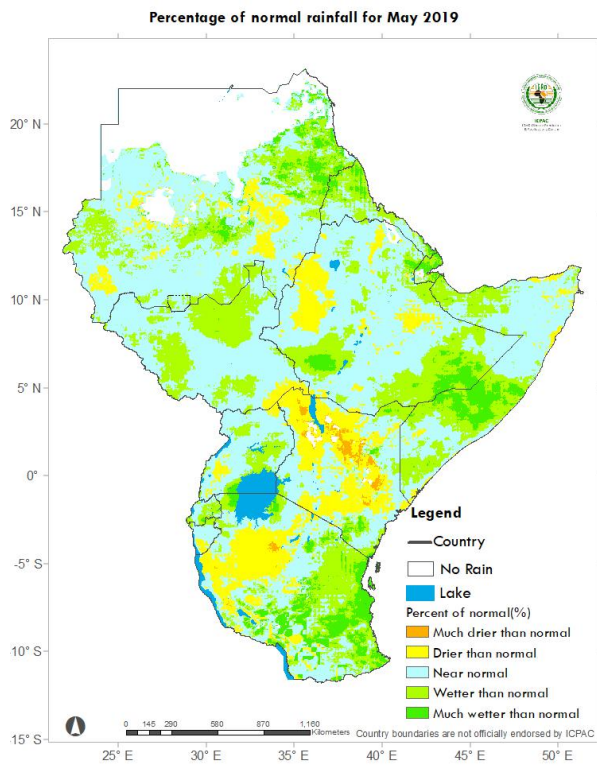 Percentage of normal rainfall for May 2019
20° N
15° N
10° N
5° N
0°
-5° S
10° S
15° S
ICPAC
Legend
Country
No Rain
Lake
Percent of normal(%)
Much drier than normal
Drier than normal
Near normal
Wetter than normal
Much wetter than normal
0 145 290 580 870 1,160
Kilometers
Country boundaries are not officially endorsed by ICPAC
25° E 30° E 35° E 40° E 45° E 50° E